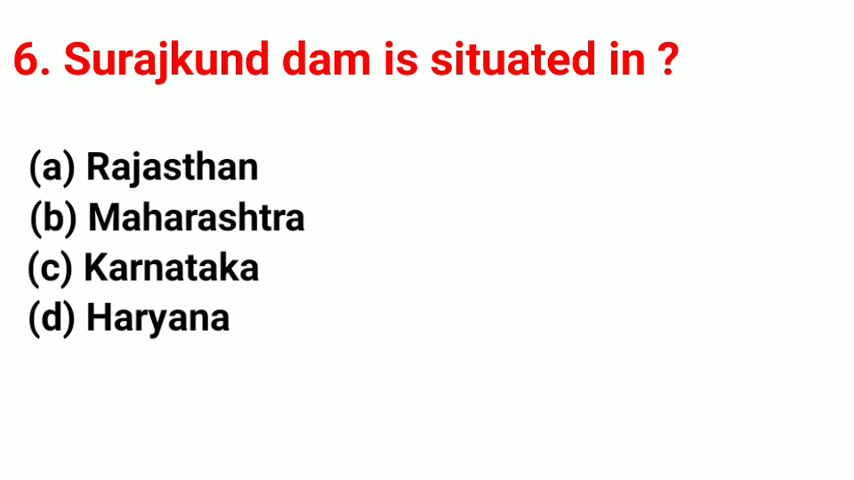 6. Surajkund dam is situated in ?
(a) Rajasthan
(b) Maharashtra
(c) Karnataka
(d) Haryana